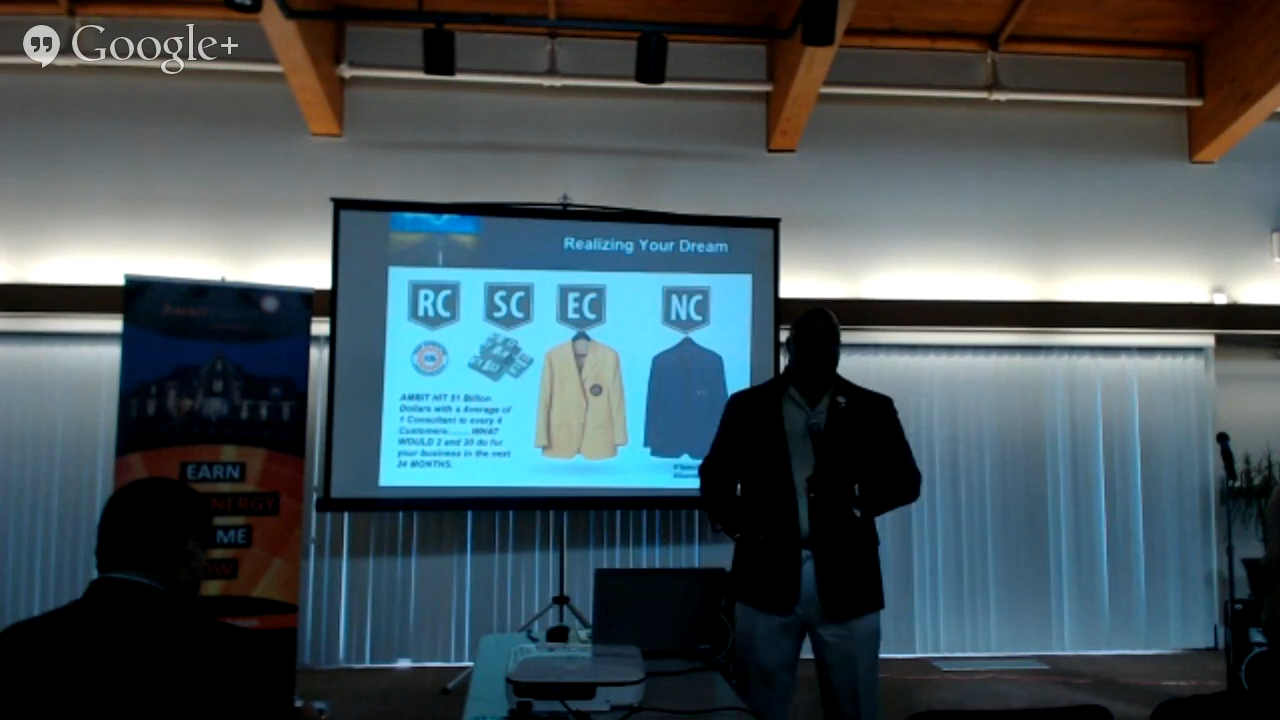 Google+
Realizing Your Dream
RC SC EC NC
AMBIT HIT $1 Billion
Dollars with a Average of
1 Consultant to every 4
Customers....... WHAT
WOULD 2 and 20 do for
your business in the next
24 MONTHS.
EARN
ENERGY
ME